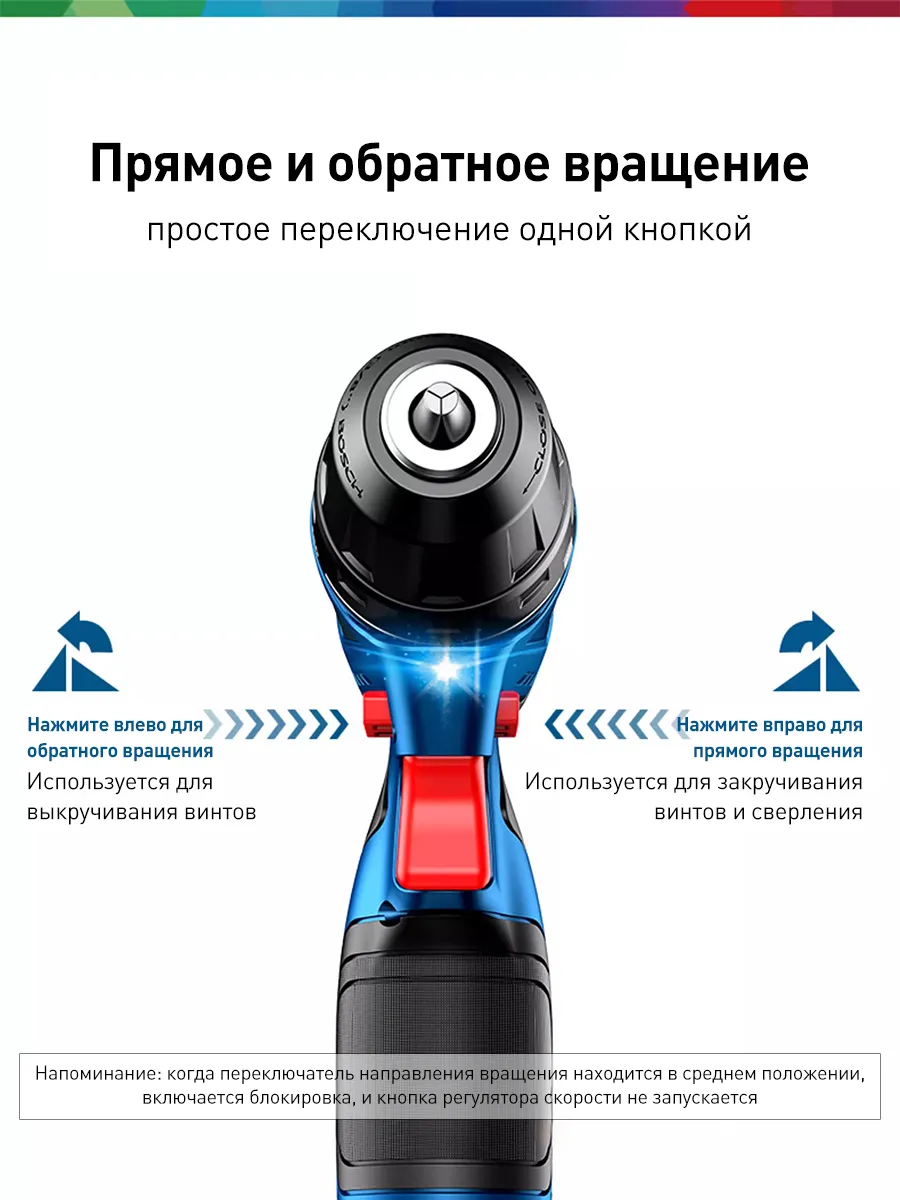 Прямое и обратное вращение
простое переключение одной кнопкой
BOSCH
CLOSE
Нажмите влево для
обратного вращения
Используется для
выкручивания винтов
Нажмите вправо для
прямого вращения
Используется для закручивания
винтов и сверления
Напоминание: когда переключатель направления вращения находится в среднем положении,
включается блокировка, и кнопка регулятора скорости не запускается